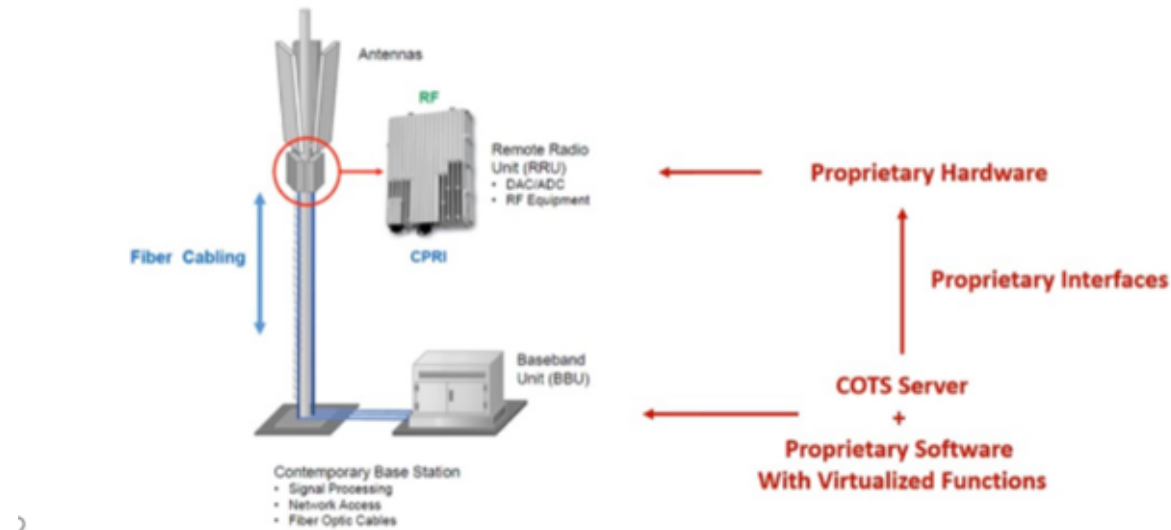 Antennas
RF
Remote Radio
Unit (RRU)
• DAC/ADC
• RF Equipment
CPRI
Fiber Cabling
Baseband
Unit (BBU)
Contemporary Base Station
• Signal Processing
• Network Access
• Fiber Optic Cables
Proprietary Hardware
Proprietary Interfaces
COTS Server
+
Proprietary Software
With Virtualized Functions